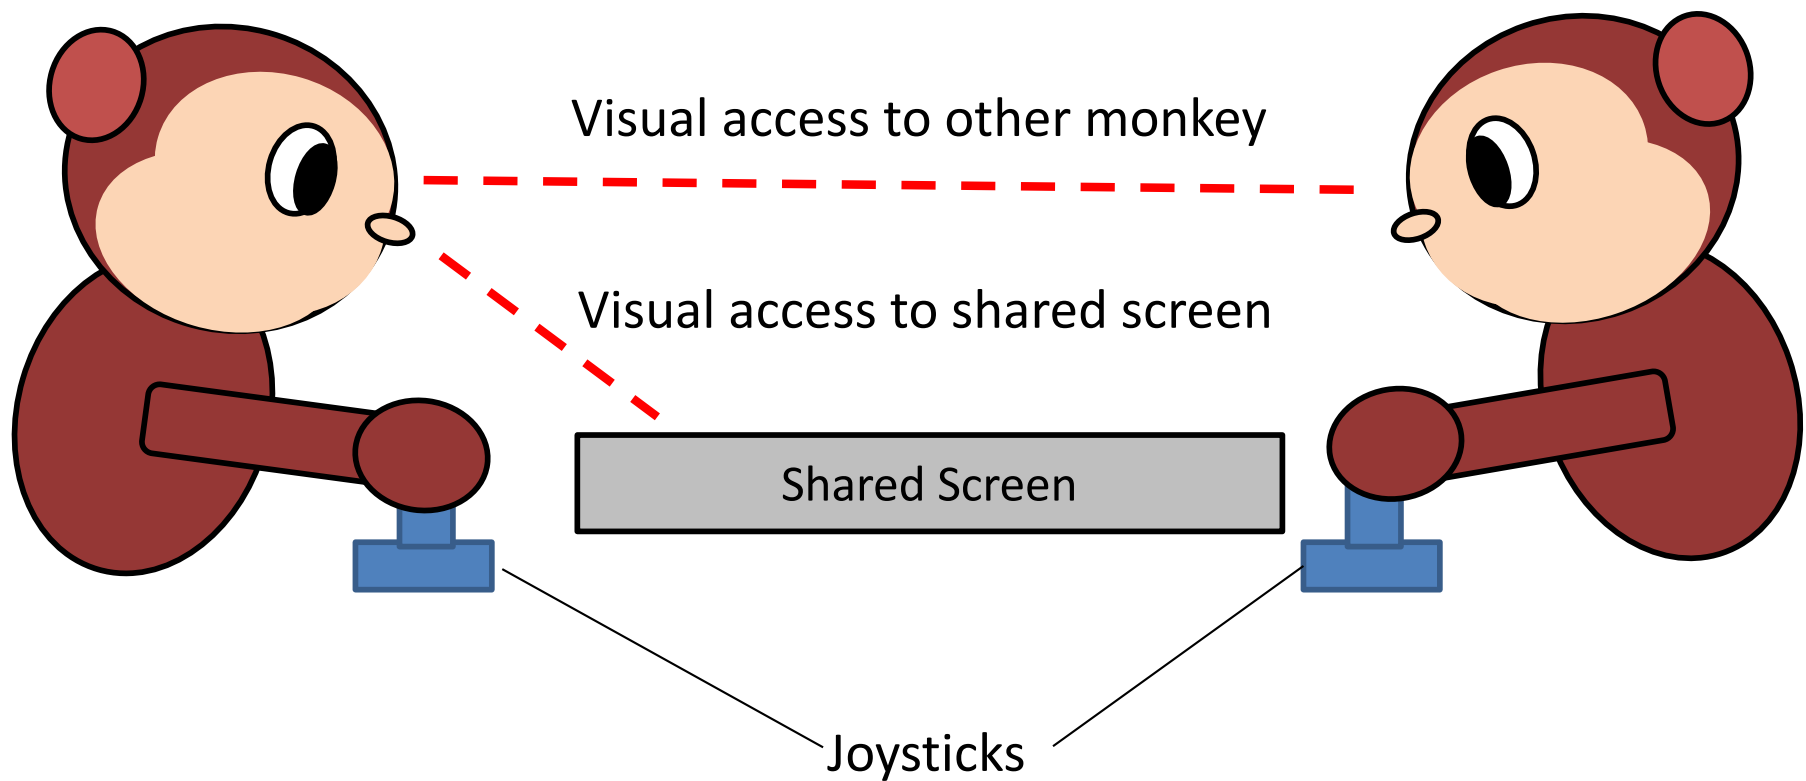 Visual access to other monkey
Visual access to shared screen
Shared Screen
Joysticks